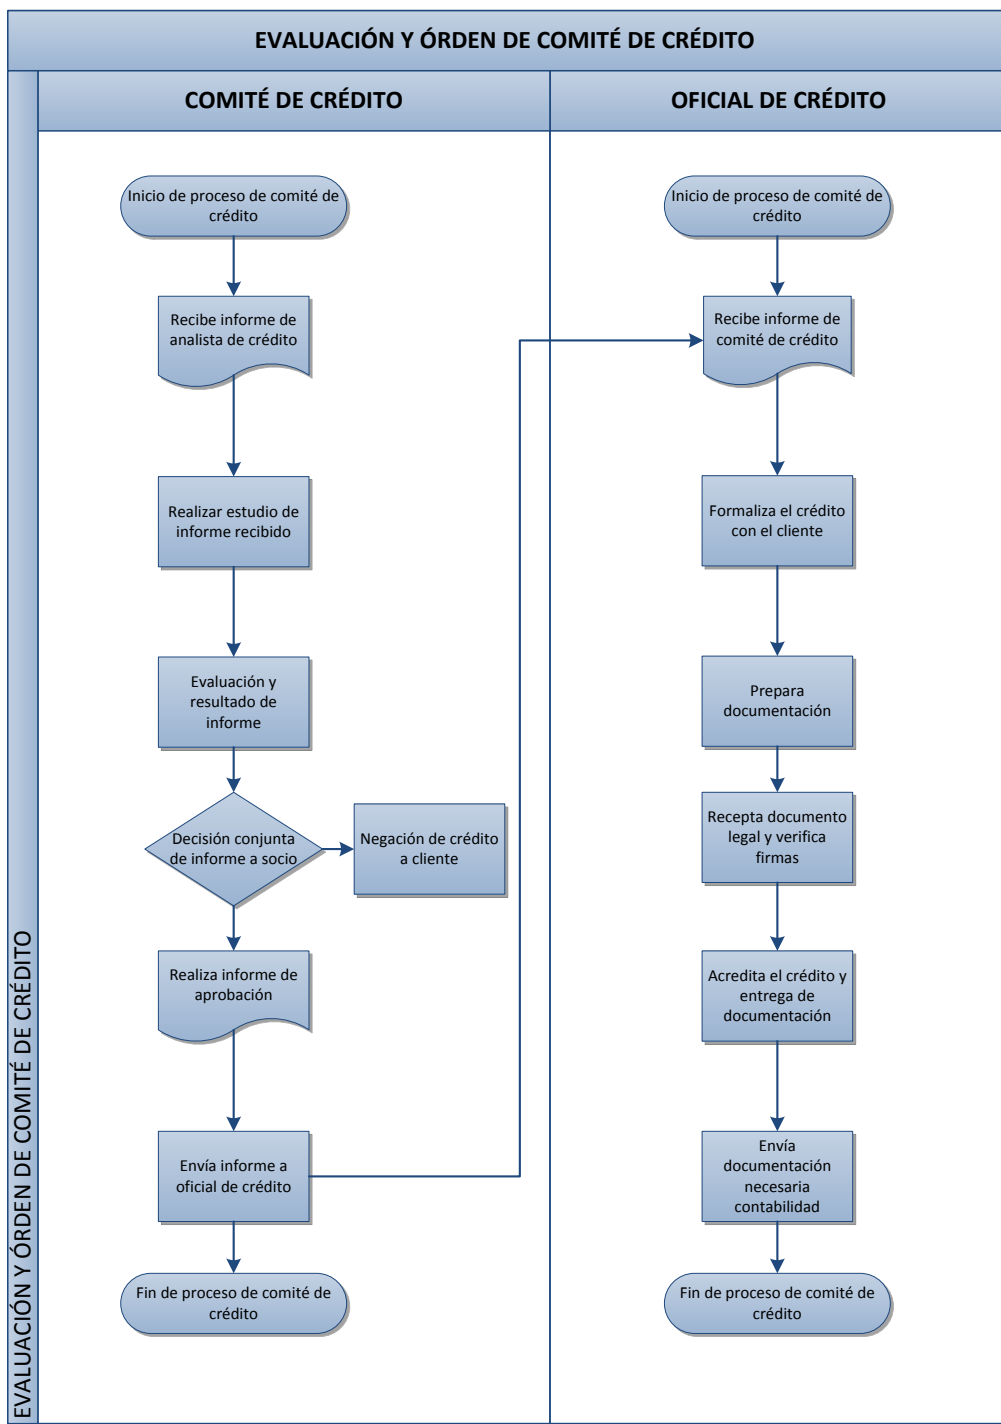 EVALUACIÓN Y ÓRDEN DE COMITÉ DE CRÉDITO
EVALUACIÓN Y ÓRDEN DE COMITÉ DE CRÉDITO
COMITÉ DE CRÉDITO
Inicio de proceso de comité de
crédito
Recibe informe de
analista de crédito
Realizar estudio de
informe recibido
Evaluación y
resultado de
informe
Decisión conjunta
de informe a socio
Negación de crédito
a cliente
Realiza informe de
aprobación
Envía informe a
oficial de crédito
Fin de proceso de comité de
crédito
OFICIAL DE CRÉDITO
Inicio de proceso de comité de
crédito
Recibe informe de
comité de crédito
Formaliza el crédito
con el cliente
Prepara
documentación
Recepta documento
legal y verifica
firmas
Acredita el crédito y
entrega de
documentación
Envía
documentación
necesaria
contabilidad
Fin de proceso de comité de
crédito